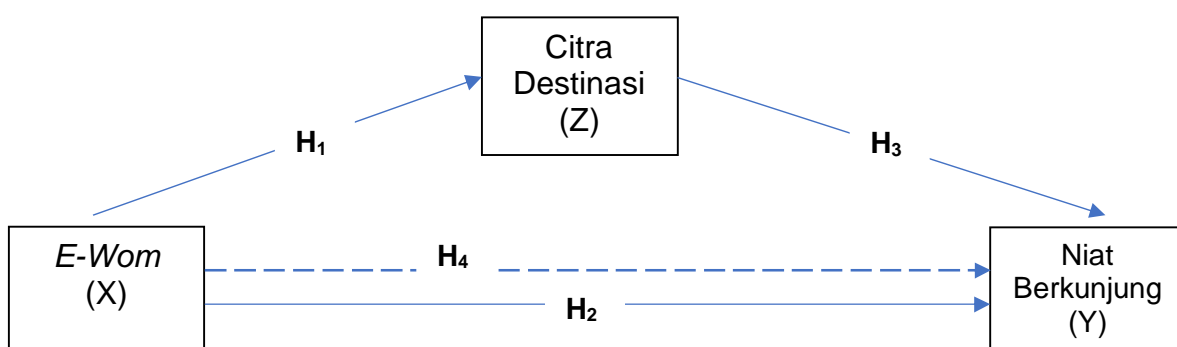 Citra
Destinasi
(Z)
H₁
H₃
E-Wom
(X)
H₄
H₂
Niat
Berkunjung
(Y)